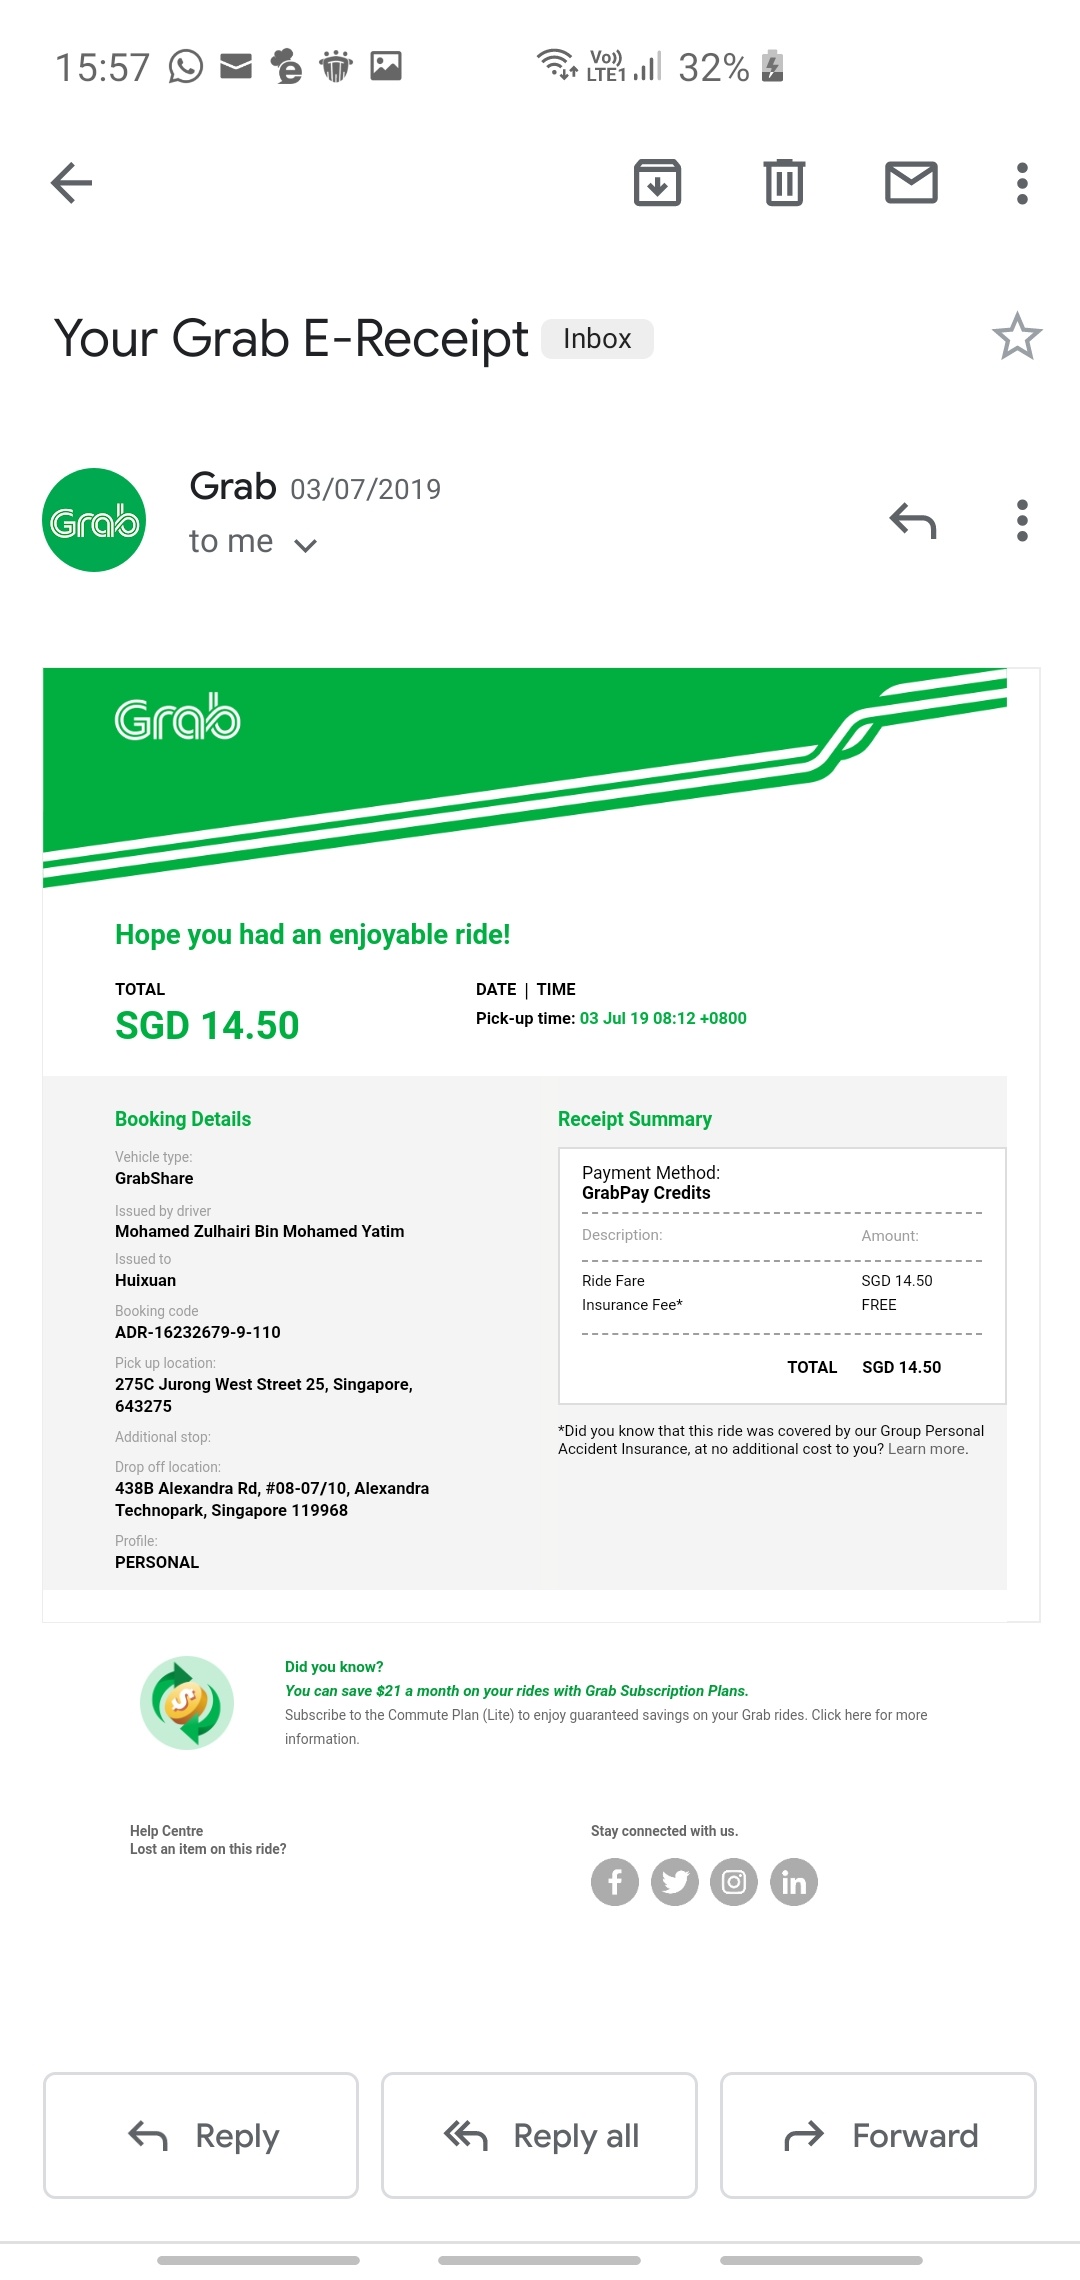 15:57
Vo)) LTE1 32%
Your Grab E-Receipt Inbox
Grab
Grab 03/07/2019
to me
Grab
Hope you had an enjoyable ride!
TOTAL
SGD 14.50
DATE | TIME
Pick-up time: 03 Jul 19 08:12 +0800
Booking Details
Vehicle type:
GrabShare
Issued by driver
Mohamed Zulhairi Bin Mohamed Yatim
Issued to
Huixuan
Booking code
ADR-16232679-9-110
Pick up location:
275C Jurong West Street 25, Singapore,
643275
Additional stop:
Drop off location:
438B Alexandra Rd, #08-07/10, Alexandra
Technopark, Singapore 119968
Profile:
PERSONAL
Receipt Summary
Payment Method:
GrabPay Credits
Description: Amount:
Ride Fare SGD 14.50
Insurance Fee* FREE
TOTAL SGD 14.50
*Did you know that this ride was covered by our Group Personal
Accident Insurance, at no additional cost to you? Learn more.
Did you know?
You can save $21 a month on your rides with Grab Subscription Plans.
Subscribe to the Commute Plan (Lite) to enjoy guaranteed savings on your Grab rides. Click here for more
information.
Help Centre
Lost an item on this ride?
Stay connected with us.
Reply
Reply all
Forward